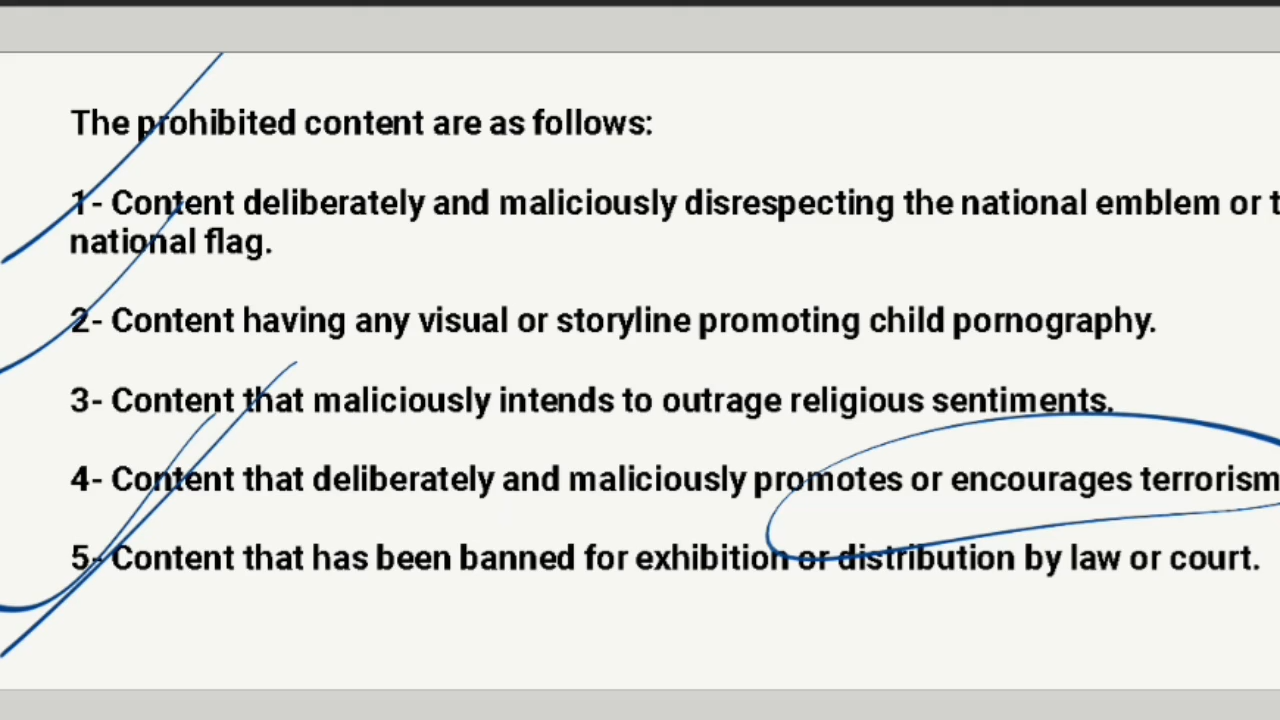 The prohibited content are as follows:
1- Content deliberately and maliciously disrespecting the national emblem or
national flag.
2- Content having any visual or storyline promoting child pornography.
3- Content that maliciously intends to outrage religious sentiments.
4- Content that deliberately and maliciously promotes or encourages terrorism
5- Content that has been banned for exhibition or distribution by law or court.